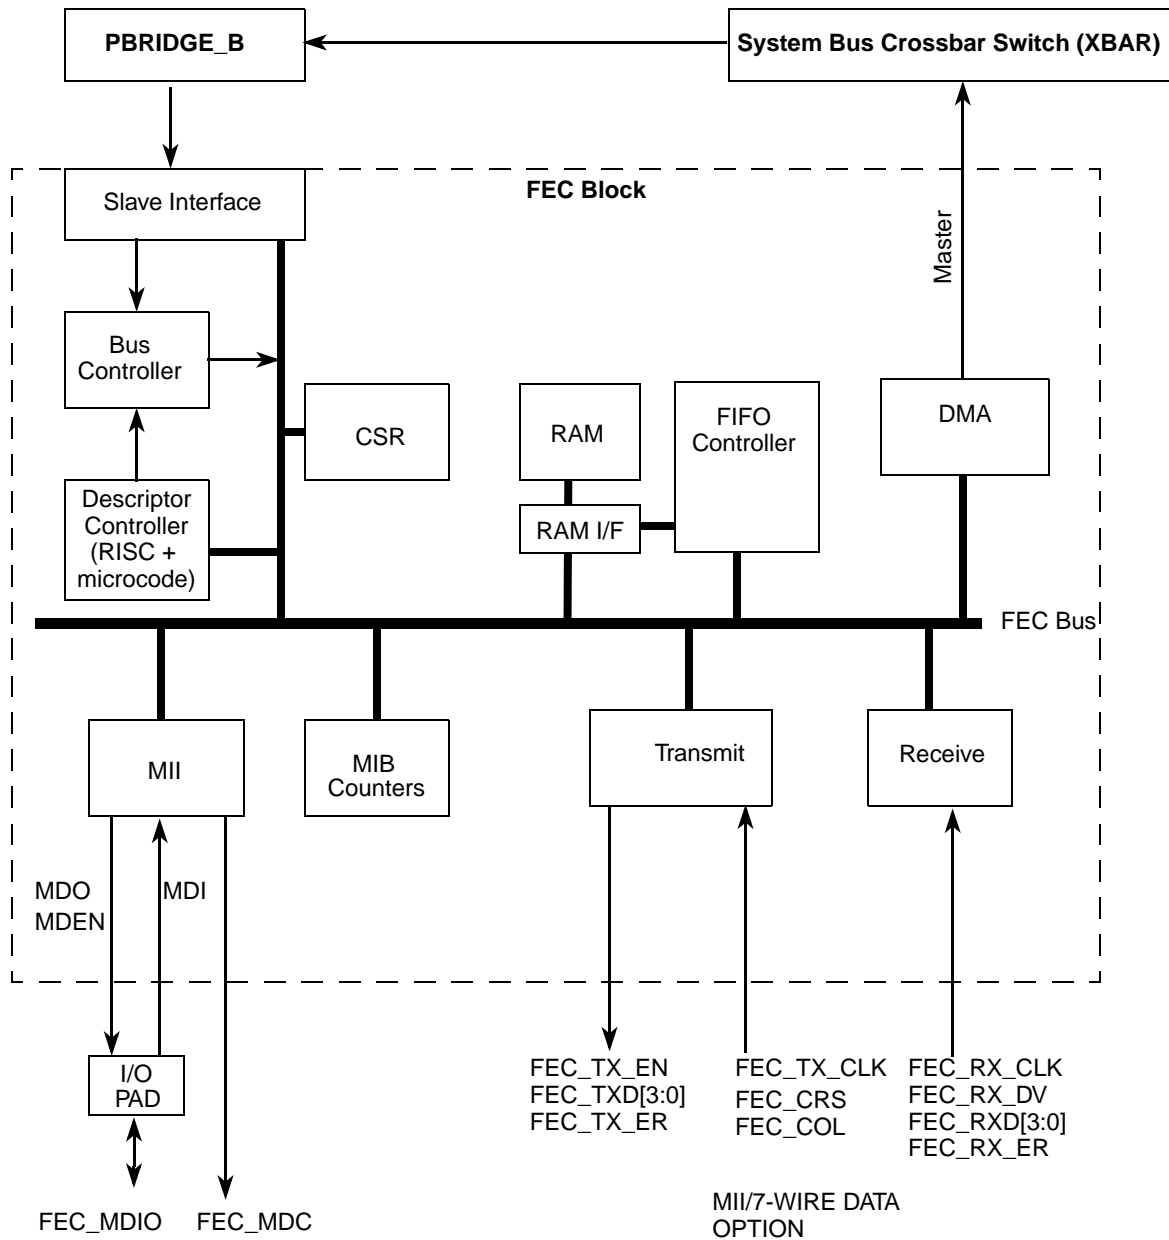 PBRIDGE_B
System Bus Crossbar Switch (XBAR)
Slave Interface
FEC Block
Master
Bus
Controller
CSR
RAM
FIFO
Controller
DMA
Descriptor
Controller
(RISC +
microcode)
RAM I/F
FEC Bus
MII
MIB
Counters
Transmit
Receive
MDO
MDEN
MDI
I/O
PAD
FEC_MDIO
FEC_MDC
FEC_TX_EN
FEC_TXD[3:0]
FEC_TX_ER
FEC_TX_CLK
FEC_CRS
FEC_COL
FEC_RX_CLK
FEC_RX_DV
FEC_RXD[3:0]
FEC_RX_ER
MII/7-WIRE DATA
OPTION